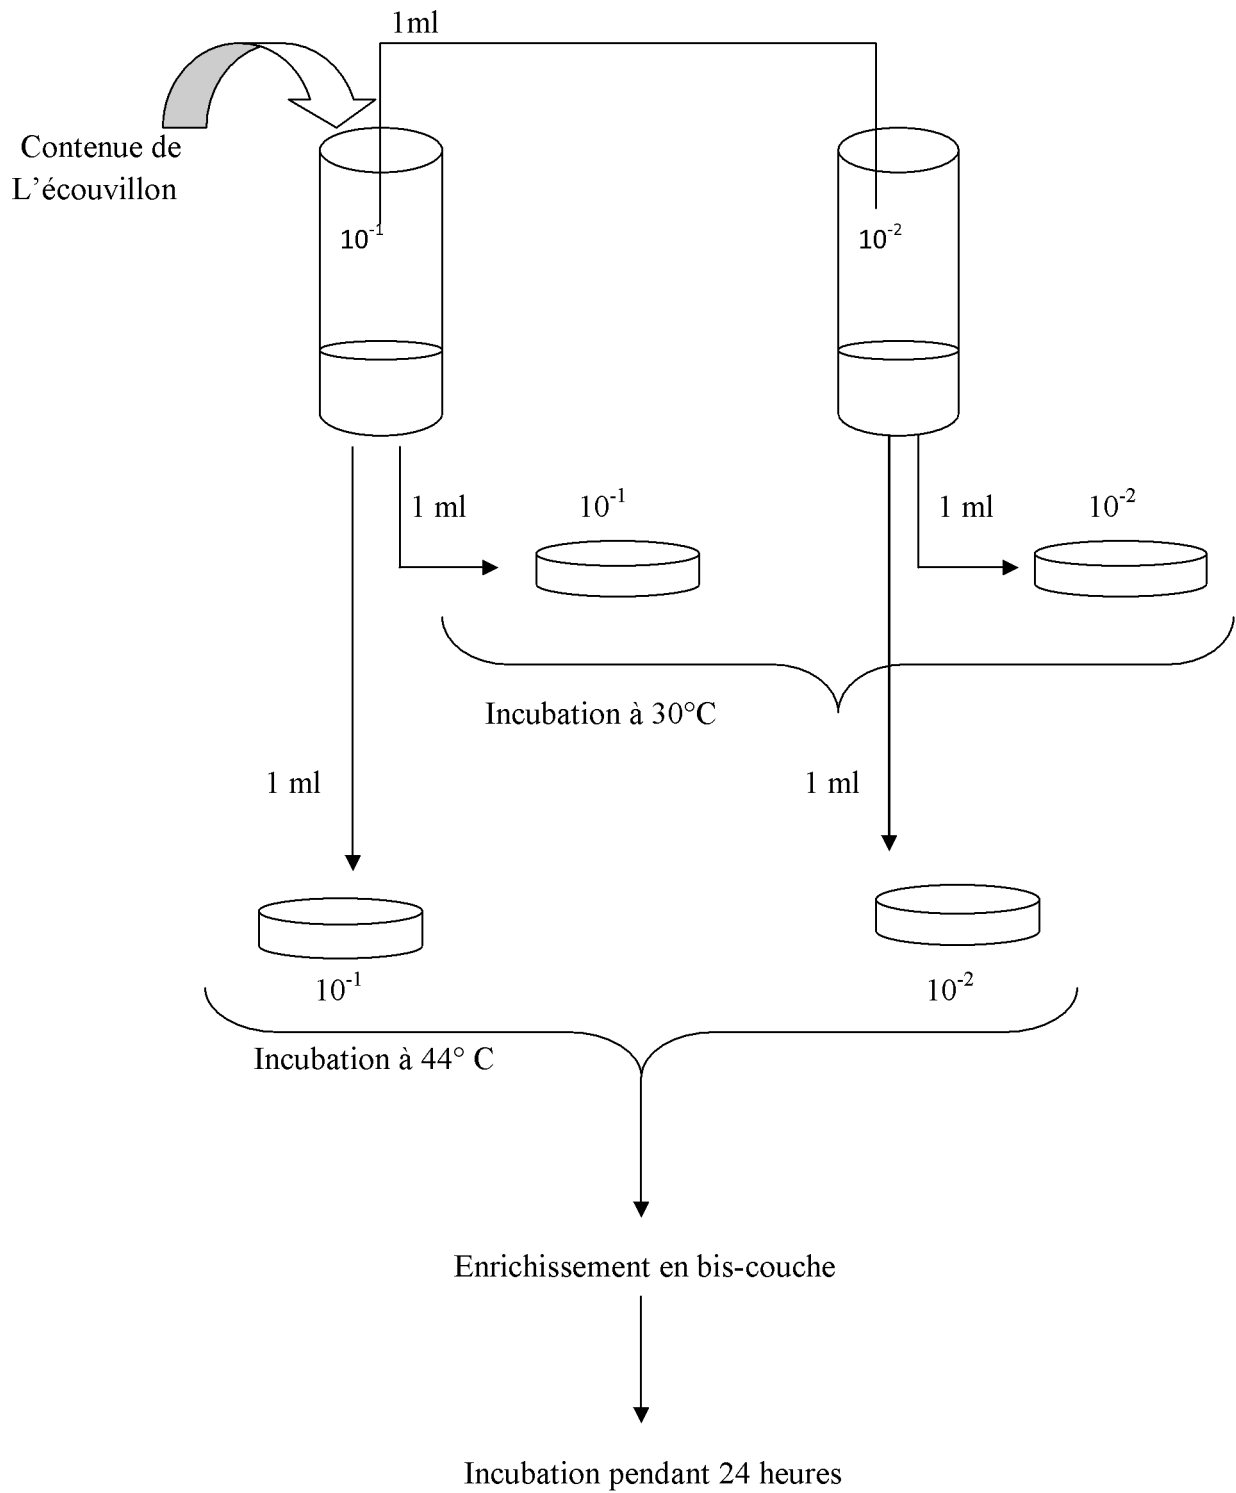 1ml
Contenue de
L'écouvillon
10⁻¹
10⁻²
1 ml
10⁻¹
1 ml
10⁻²
Incubation à 30°C
1 ml
1 ml
10⁻¹
10⁻²
Incubation à 44° C
Enrichissement en bis-couche
Incubation pendant 24 heures